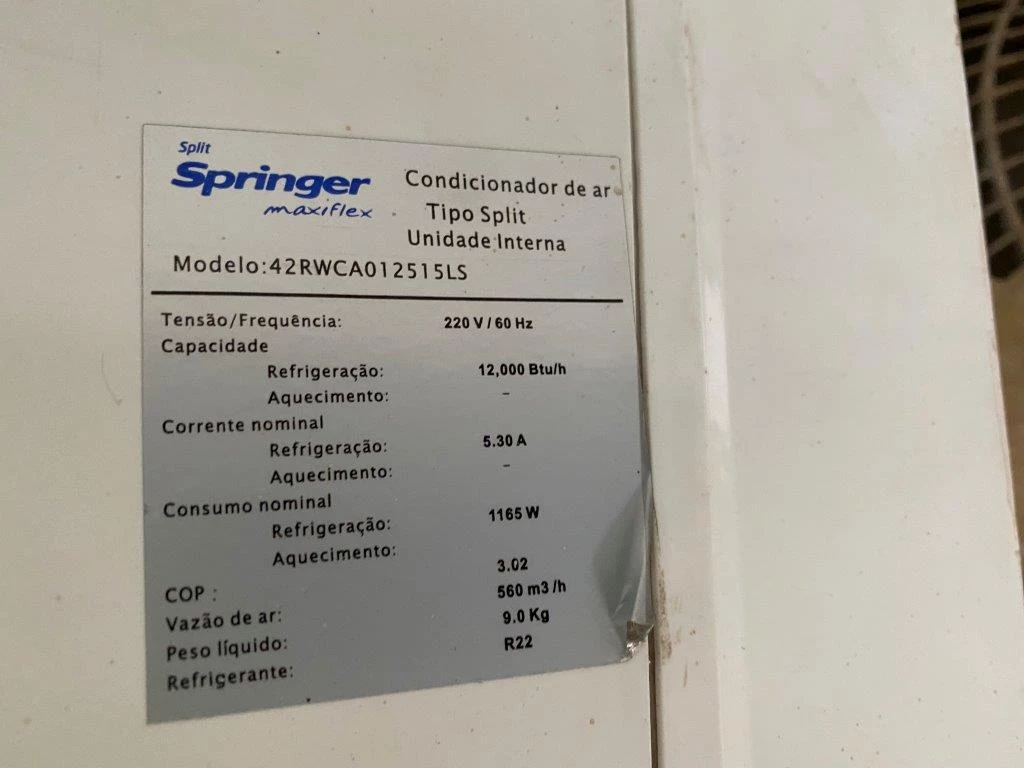 Split
Springer
maxiflex
Condicionador de ar
Tipo Split
Unidade Interna
Modelo:42RWCA012515LS
Tensão/Frequência: 220 V / 60 Hz
Capacidade
Refrigeração: 12,000 Btu/h
Aquecimento: –
Corrente nominal
Refrigeração: 5.30 A
Aquecimento: –
Consumo nominal
Refrigeração: 1165 W
Aquecimento:
COP : 3.02
Vazão de ar: 560 m3 /h
Peso líquido: 9.0 Kg
Refrigerante: R22